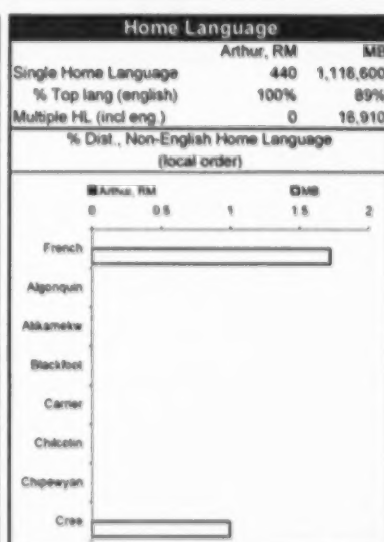 Home Language
Arthur, RM MB
Single Home Language 440 1,116,600
% Top lang (english) 100% 89%
Multiple HL (incl eng.) 0 16,910
% Dist., Non-English Home Language
(local order)
Arthur, RM MB
0 0.5 1 1.5 2
French
Algonquin
Atikamekw
Blackfoot
Carrier
Chilcotin
Chipewyan
Cree